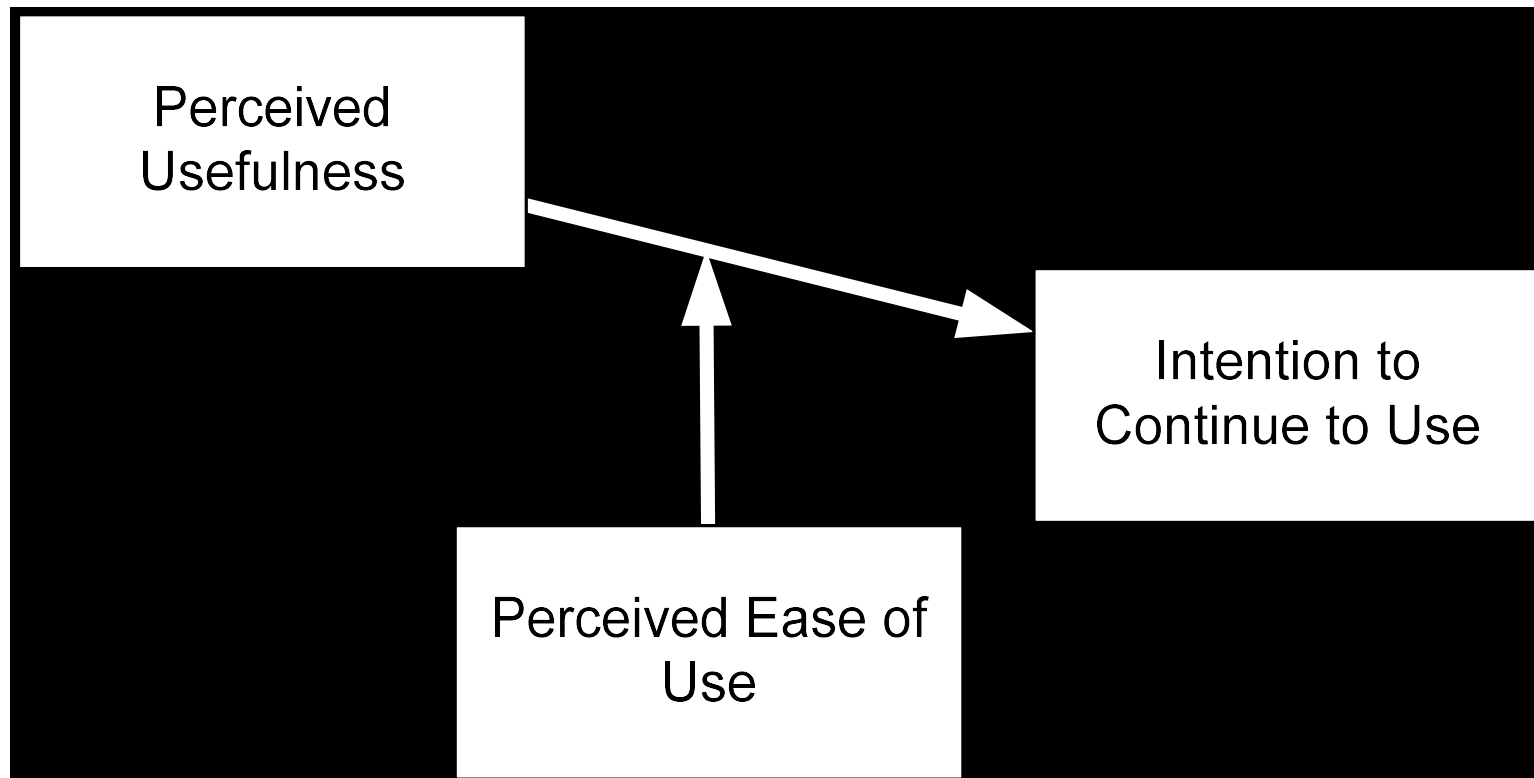 Perceived
Usefulness
Intention to
Continue to Use
Perceived Ease of
Use